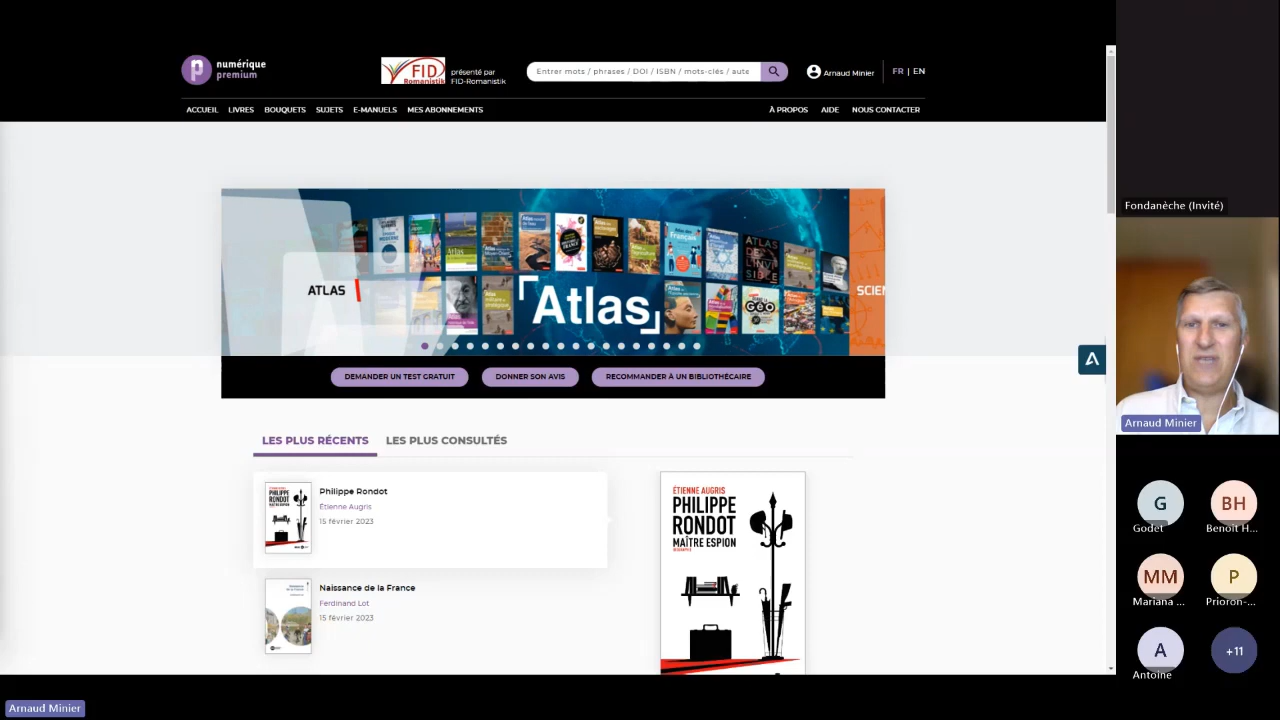 numérique
premium
FID
Romanistik
présenté par
FID-Romanistik
Entrer mots / phrases / DOI / ISBN / mots-clés / aute
Arnaud Minier
FR | EN
ACCUEIL LIVRES BOUQUETS SUJETS E-MANUELS MES ABONNEMENTS
À PROPOS AIDE NOUS CONTACTER
ATLAS
Atlas
SCIEN
DEMANDER UN TEST GRATUIT
DONNER SON AVIS
RECOMMANDER À UN BIBLIOTHÉCAIRE
LES PLUS RÉCENTS
LES PLUS CONSULTÉS
PHILIPPE
RONDOT
Philippe Rondot
Étienne Augris
15 février 2023
Naissance de la France
Ferdinand Lot
15 février 2023
ÉTIENNE AUGRIS
PHILIPPE
RONDOT
MAÎTRE ESPION
Fondanèche (Invité)
Arnaud Minier
G
Godet
BH
Benoît H...
MM
Mariana ...
P
Prioron-...
A
Antoine
+11
Arnaud Minier